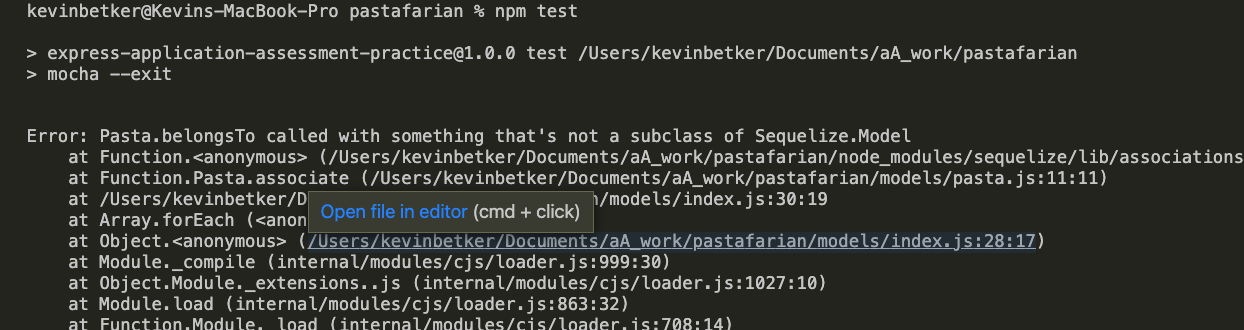 kevinbetker@Kevins-MacBook-Pro pastafarian % npm test
> express-application-assessment-practice@1.0.0 test /Users/kevinbetker/Documents/aA_work/pastafarian
> mocha --exit
Error: Pasta.belongsTo called with something that's not a subclass of Sequelize.Model
at Function.<anonymous> (/Users/kevinbetker/Documents/aA_work/pastafarian/node_modules/sequelize/lib/associations
at Function.Pasta.associate (/Users/kevinbetker/Documents/aA_work/pastafarian/models/pasta.js:11:11)
at /Users/kevinbetker/D n/models/index.js:30:19
Open file in editor (cmd + click)
at Array.forEach (<anon
at Object.<anonymous> (/Users/kevinbetker/Documents/aA_work/pastafarian/models/index.js:28:17)
at Module._compile (internal/modules/cjs/loader.js:999:30)
at Object.Module._extensions..js (internal/modules/cjs/loader.js:1027:10)
at Module.load (internal/modules/cjs/loader.js:863:32)
at Function.Module._load (internal/modules/cjs/loader.js:708:14)